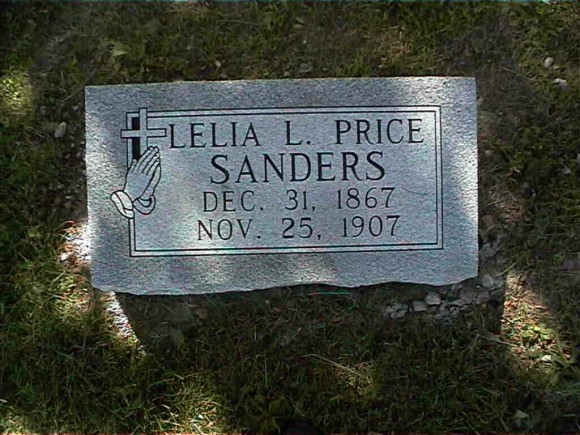 LELIA L. PRICE
SANDERS
DEC. 31, 1867
NOV. 25, 1907